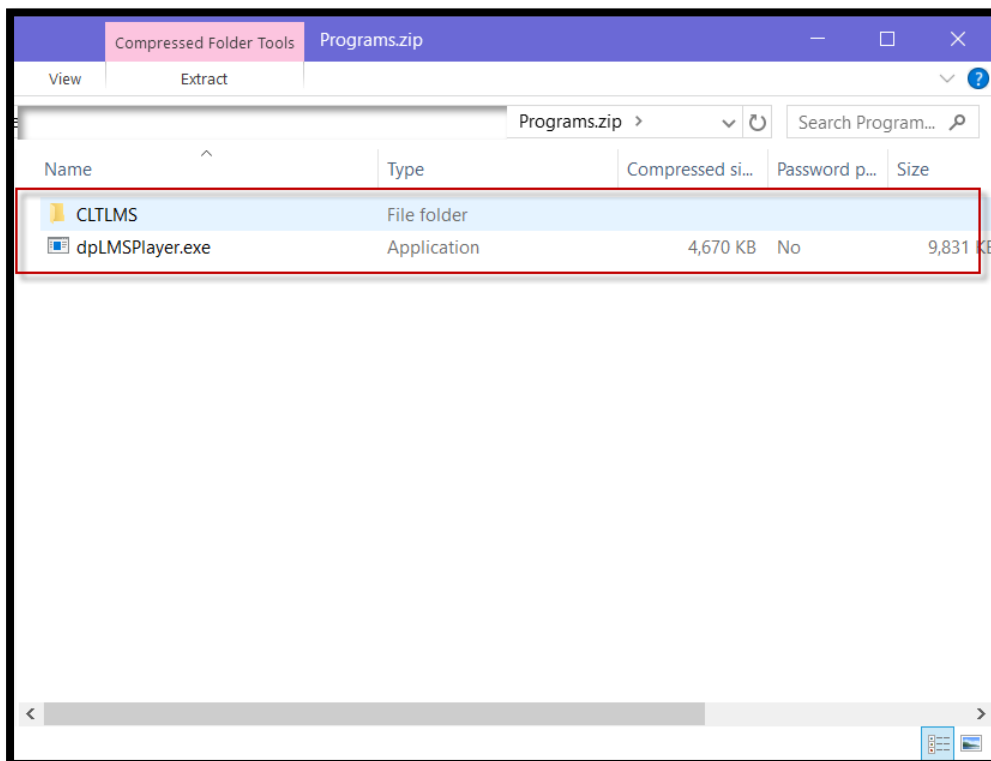 Compressed Folder Tools Programs.zip
View Extract
Programs.zip > Search Program...
Name Type Compressed si... Password p... Size
CLTLMS File folder
dpLMSPlayer.exe Application 4,670 KB No 9,831 KB